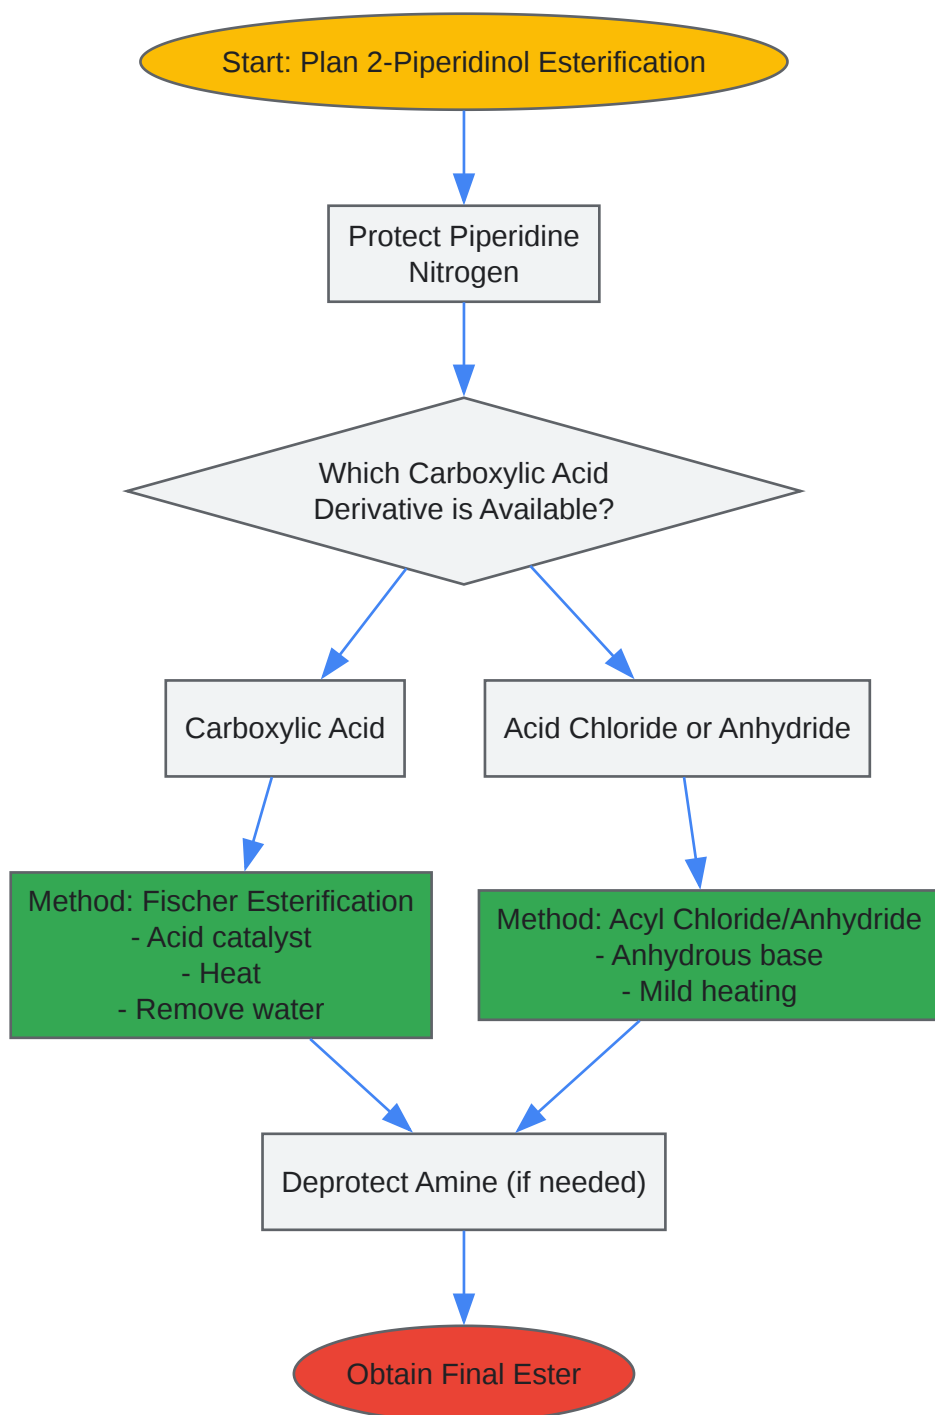 Start: Plan 2-Piperidinol Esterification
Protect Piperidine
Nitrogen
Which Carboxylic Acid
Derivative is Available?
Carboxylic Acid
Acid Chloride or Anhydride
Method: Fischer Esterification
- Acid catalyst
- Heat
- Remove water
Method: Acyl Chloride/Anhydride
- Anhydrous base
- Mild heating
Deprotect Amine (if needed)
Obtain Final Ester